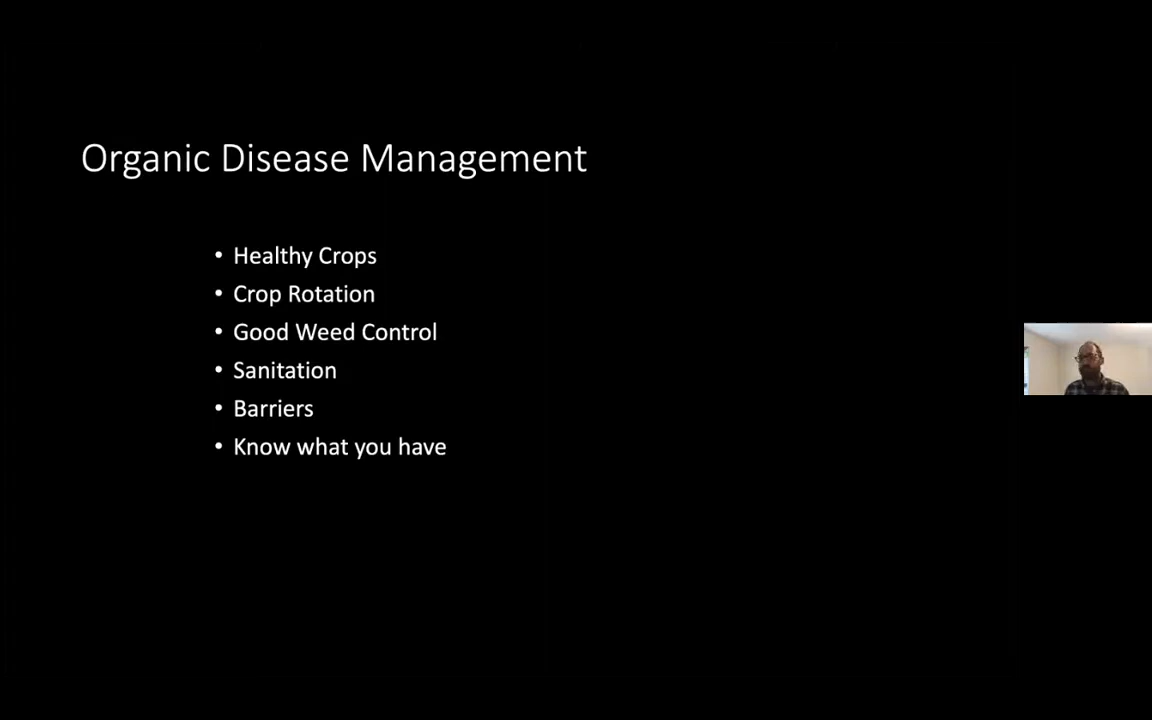 Organic Disease Management
• Healthy Crops
• Crop Rotation
• Good Weed Control
• Sanitation
• Barriers
• Know what you have